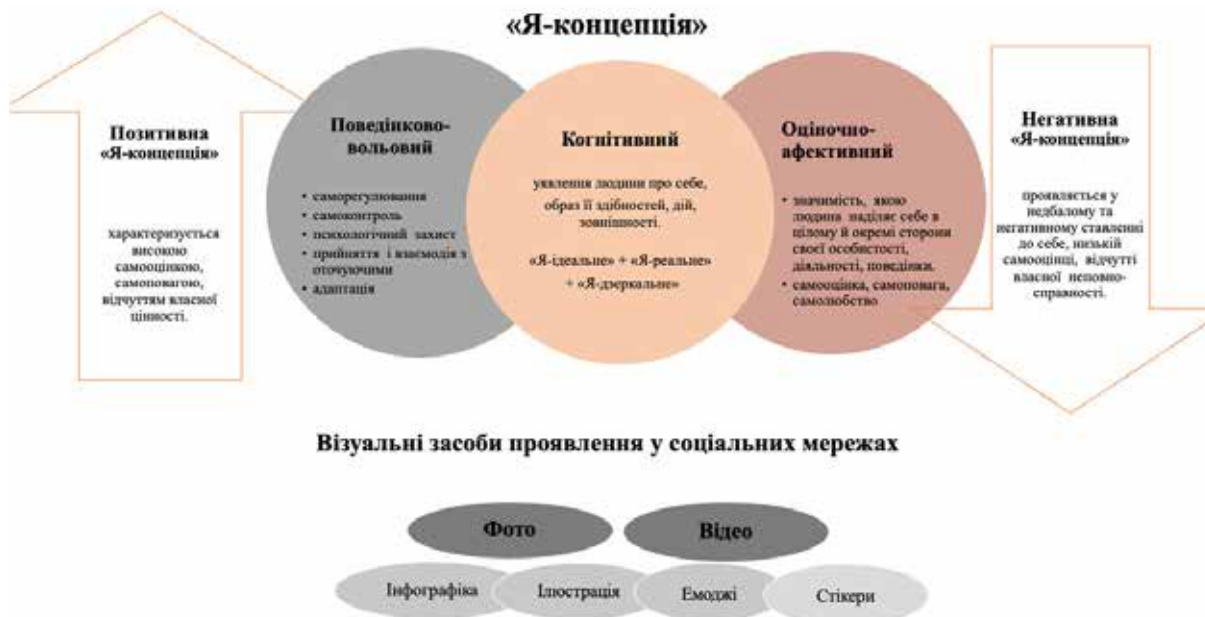 «Я-концепція»
Позитивна
«Я-концепція»
характеризується
високою
самооцінкою,
самоповагою,
відчуттям власної
цінності.
Поведінково-
вольовий
• саморегулювання
• самоконтроль
• психологічний захист
• прийняття і взаємодія з
оточуючими
• адаптація
Когнітивний
уявлення людини про себе,
образ її здібностей, дій,
зовнішності.
«Я-ідеальне» + «Я-реальне»
+ «Я-дзеркальне»
Оціночно-
афективний
• значимість, якою
людина наділяє себе в
цілому й окремі сторони
своєї особистості,
діяльності, поведінки.
• самооцінка, самоповага,
самолюбство
Негативна
«Я-концепція»
проявляється у
недбалому та
негативному ставленні
до себе, низькій
самооцінці, відчутті
власної неповно-
справності.
Візуальні засоби проявлення у соціальних мережах
Фото
Відео
Інфографіка
Ілюстрація
Емоджі
Стікери